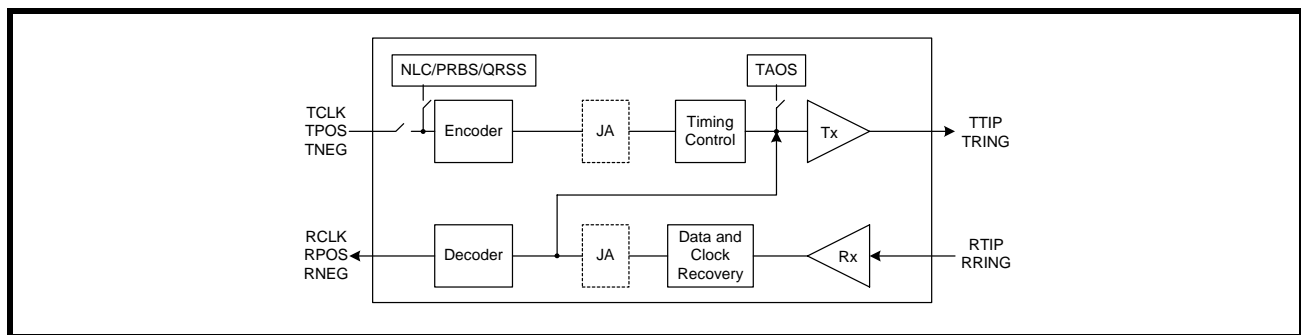 NLC/PRBS/QRSS
TAOS
TCLK
TPOS
TNEG
Encoder
JA
Timing
Control
Tx
TTIP
TRING
RCLK
RPOS
RNEG
Decoder
JA
Data and
Clock
Recovery
Rx
RTIP
RRING